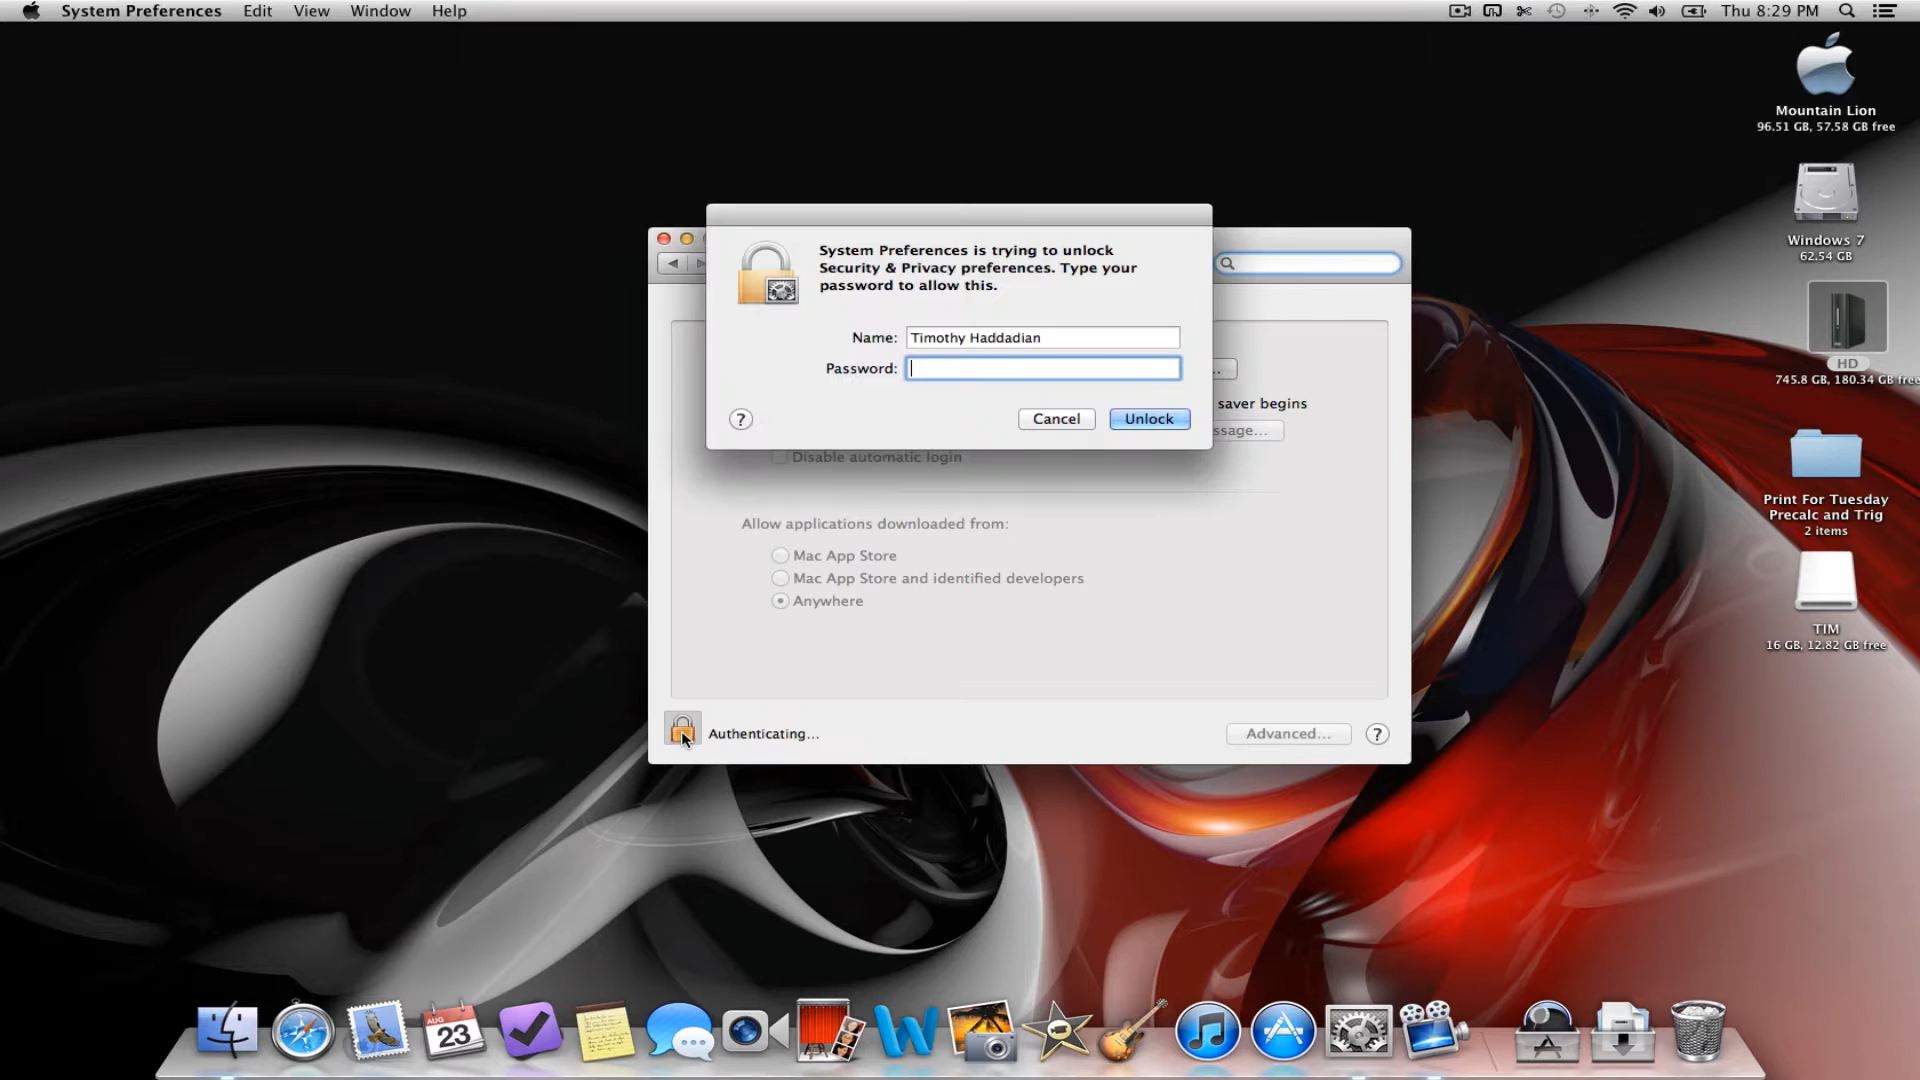 System Preferences Edit View Window Help
Thu 8:29 PM
Mountain Lion
96.51 GB, 57.58 GB free
Windows 7
62.54 GB
HD
745.8 GB, 180.34 GB free
Print For Tuesday
Precalc and Trig
2 items
TIM
16 GB, 12.82 GB free
System Preferences is trying to unlock
Security & Privacy preferences. Type your
password to allow this.
Name: Timothy Haddadian
Password:
? Cancel Unlock
...
saver begins
ssage...
Disable automatic login
Allow applications downloaded from:
Mac App Store
Mac App Store and identified developers
Anywhere
Authenticating... Advanced... ?
AUG
23
W